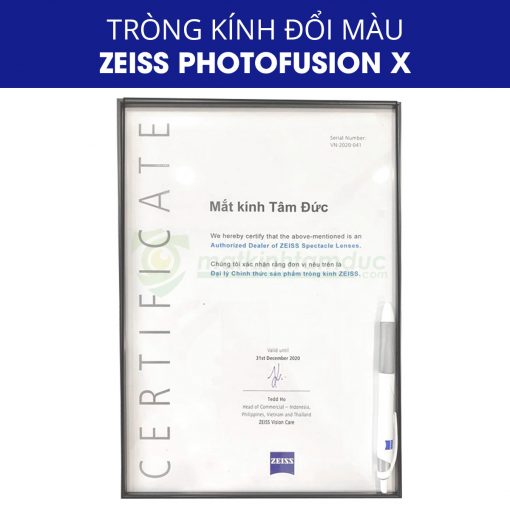 TRÒNG KÍNH ĐỔI MÀU
ZEISS PHOTOFUSION X
CERTIFICATE
Serial Number:
VN-2020-041
Mắt kính Tâm Đức
We hereby certify that the above-mentioned is an
Authorized Dealer of ZEISS Spectacle Lenses.
matkinhtamduc
.com
Chúng tôi xác nhận rằng đơn vị nêu trên là
Đại lý Chính thức sản phẩm tròng kính ZEISS.
Valid until
31st December 2020
Tedd Ho
Head of Commercial – Indonesia,
Philippines, Vietnam and Thailand
ZEISS Vision Care
ZEISS
ZEISS